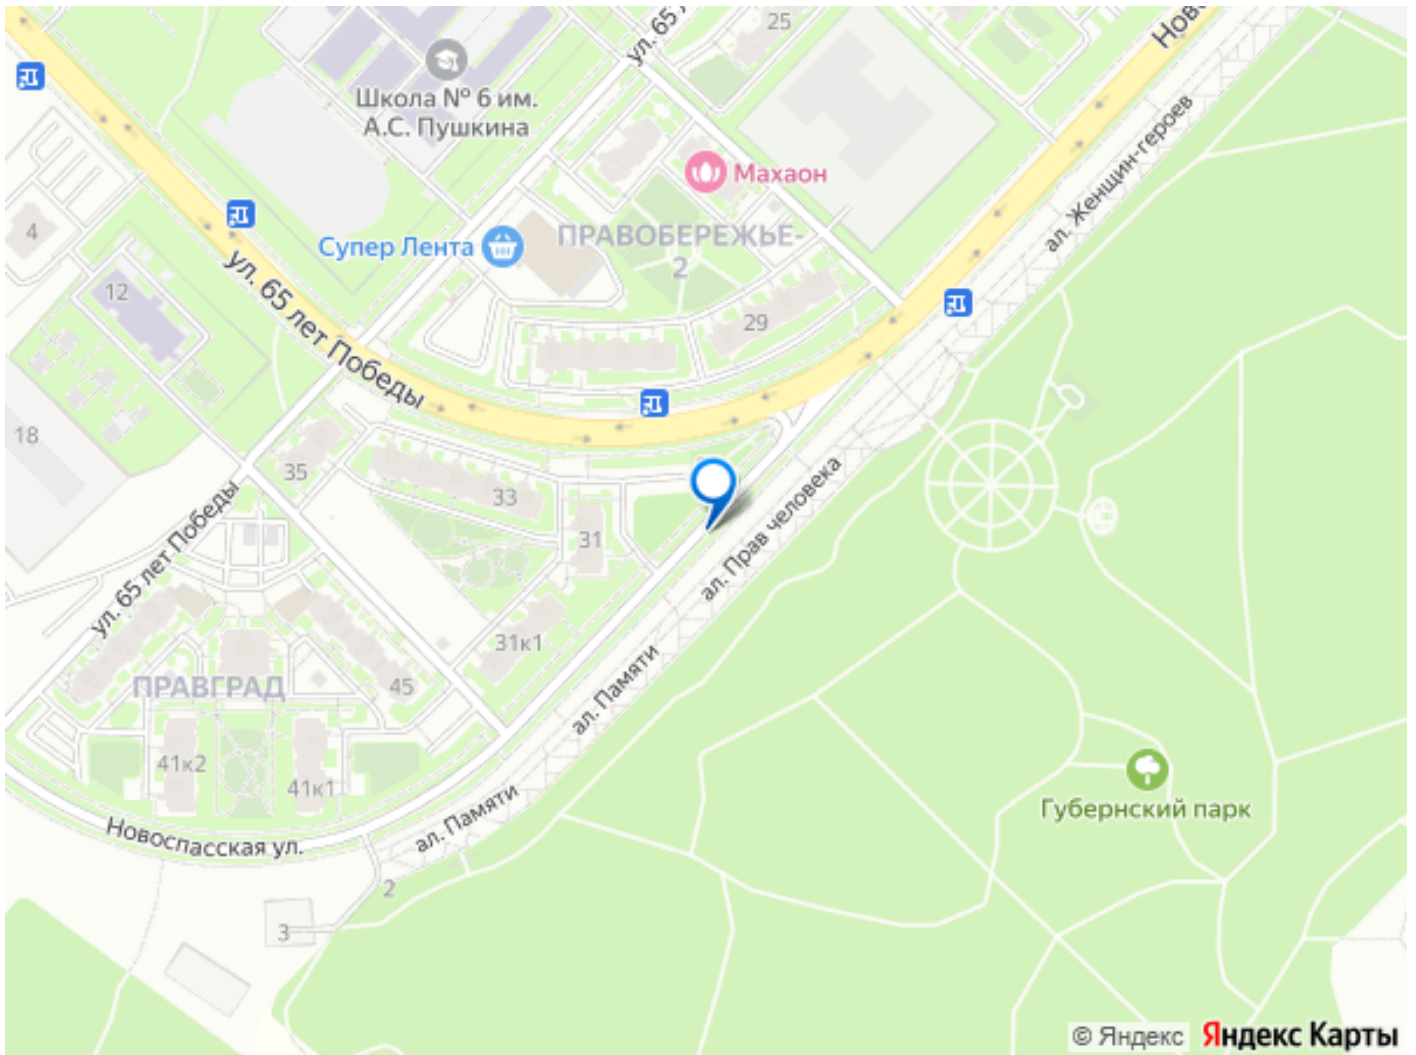 ул. 65
25
Ново
Школа № 6 им.
А.С. Пушкина
ал. Женщин-героев
Махаон
4
Супер Лента
ПРАВОБЕРЕЖЬЕ-
2
12
ул. 65 лет Победы
29
18
35
33
31
ал. Прав человека
ул. 65 лет Победы
31к1
ПРАВГРАД
45
ал. Памяти
41к2
41к1
Губернский парк
Новоспасская ул.
ал. Памяти
2
3
© Яндекс Яндекс Карты